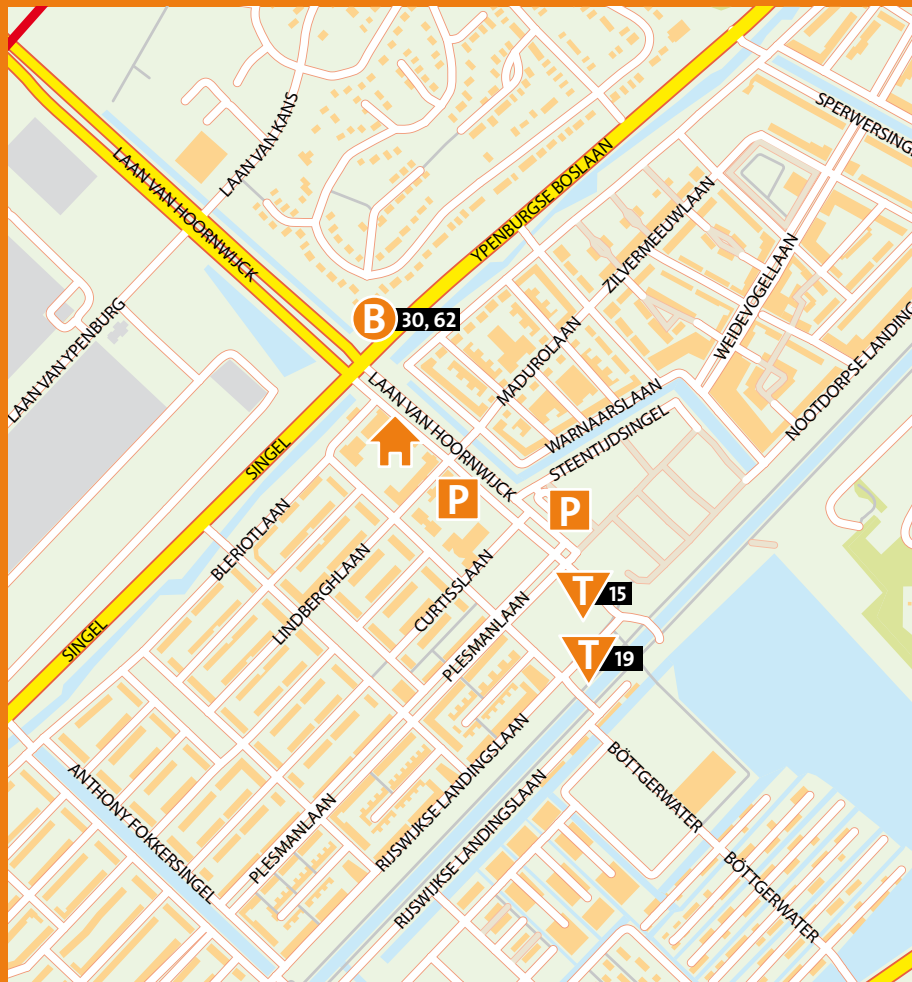 SPERWERSING
LAAN VAN KANS
LAAN VAN HOORNWIJCK
YPENBURGSE BOSLAAN
ZILVERMEEUWLAAN
WEIDEVOGELLAAN
NOOTDORPSE LANDING
LAAN VAN YPENBURG
B 30, 62
MADUROLAAN
LAAN VAN HOORNWIJCK
WARNAARSLAAN
STEENTIJDSINGEL
SINGEL
P
P
BLERIOTLAAN
LINDBERGHLAAN
CURTISSLAAN
PLESMANLAAN
T 15
SINGEL
T 19
RIJSWIJKSE LANDINGSLAAN
BÖTTGERWATER
ANTHONY FOKKERSINGEL
PLESMANLAAN
RIJSWIJKSE LANDINGSLAAN
BÖTTGERWATER